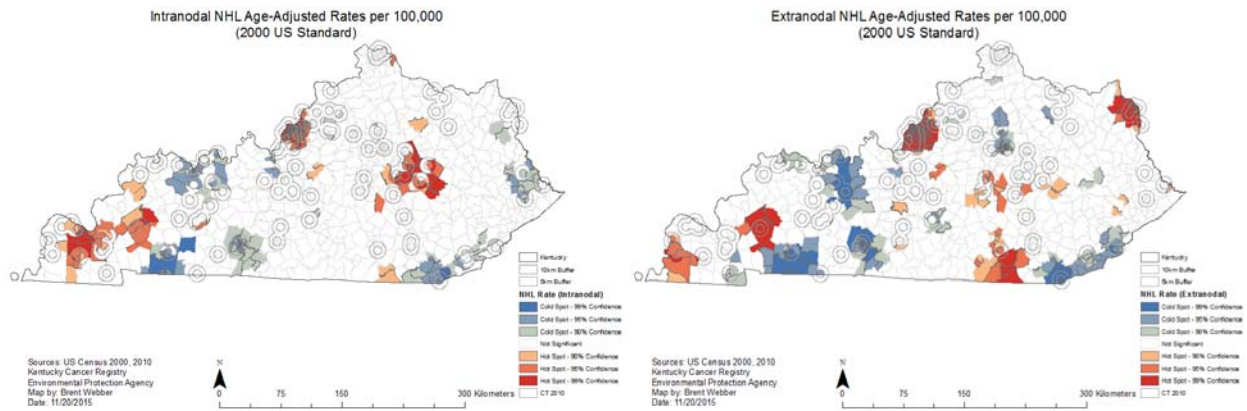 Intranodal NHL Age-Adjusted Rates per 100,000
(2000 US Standard)
Kentucky
10km Buffer
5km Buffer
NHL Rate (Intranodal)
Cold Spot - 99% Confidence
Cold Spot - 95% Confidence
Cold Spot - 90% Confidence
Not Significant
Hot Spot - 90% Confidence
Hot Spot - 95% Confidence
Hot Spot - 99% Confidence
CT 2010
Sources: US Census 2000, 2010
Kentucky Cancer Registry
Environmental Protection Agency
Map by: Brent Webber
Date: 11/20/2015
N
0 75 150 300 Kilometers
Extranodal NHL Age-Adjusted Rates per 100,000
(2000 US Standard)
Kentucky
10km Buffer
5km Buffer
NHL Rate (Extranodal)
Cold Spot - 99% Confidence
Cold Spot - 95% Confidence
Cold Spot - 90% Confidence
Not Significant
Hot Spot - 90% Confidence
Hot Spot - 95% Confidence
Hot Spot - 99% Confidence
CT 2010
Sources: US Census 2000, 2010
Kentucky Cancer Registry
Environmental Protection Agency
Map by: Brent Webber
Date: 11/20/2015
N
0 75 150 300 Kilometers